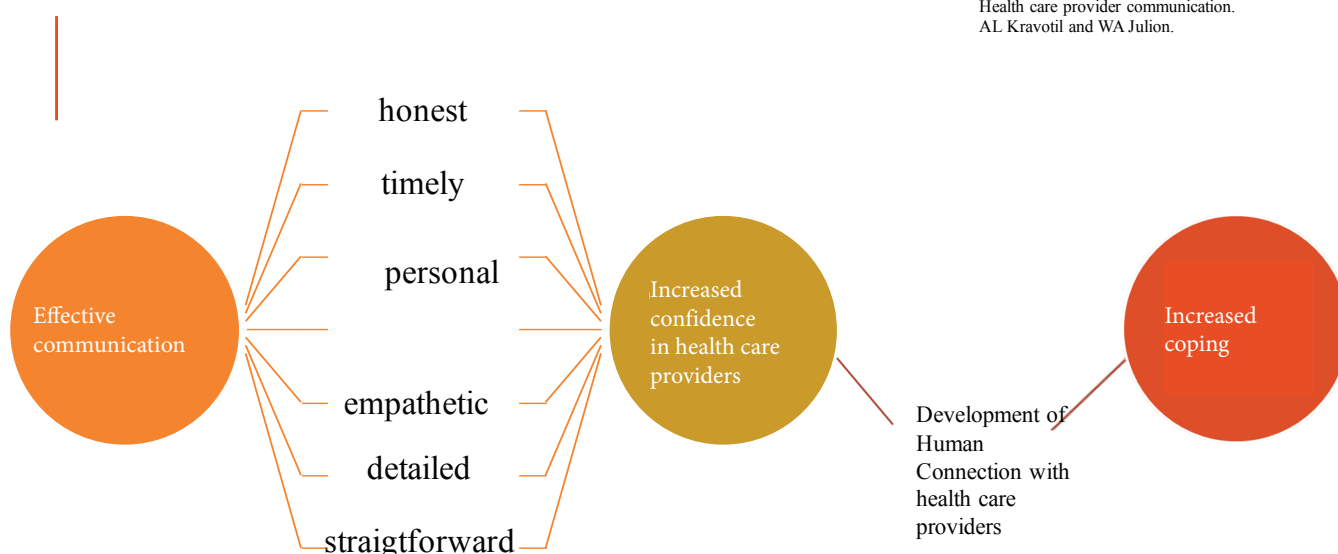 Health care provider communication.
AL Kravotil and WA Julion.
honest
timely
personal
empathetic
detailed
straigtforward
Effective
communication
Increased
confidence
in health care
providers
Development of
Human
Connection with
health care
providers
Increased
coping